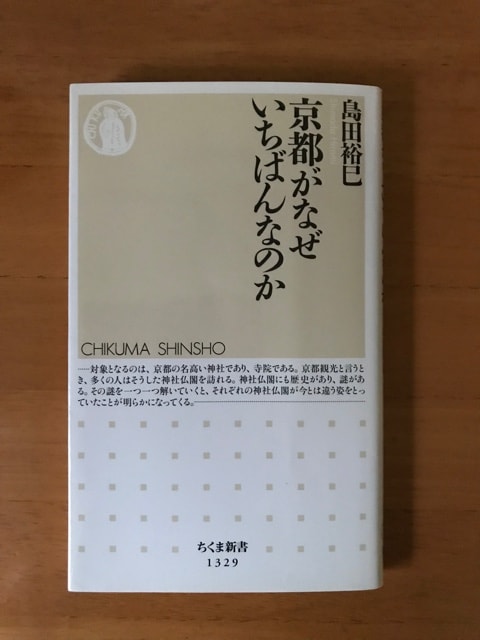 島田裕巳
京都がなぜ
いちばんなのか
CHIKUMA SHINSHO
……対象となるのは、京都の名高い神社であり、寺院である。京都観光と言うと
き、多くの人はそうした神社仏閣を訪れる。神社仏閣にも歴史があり、謎があ
る。その謎を一つ一つ解いていくと、それぞれの神社仏閣が今とは違う姿をとっ
ていたことが明らかになってくる。……………………
ちくま新書
1329